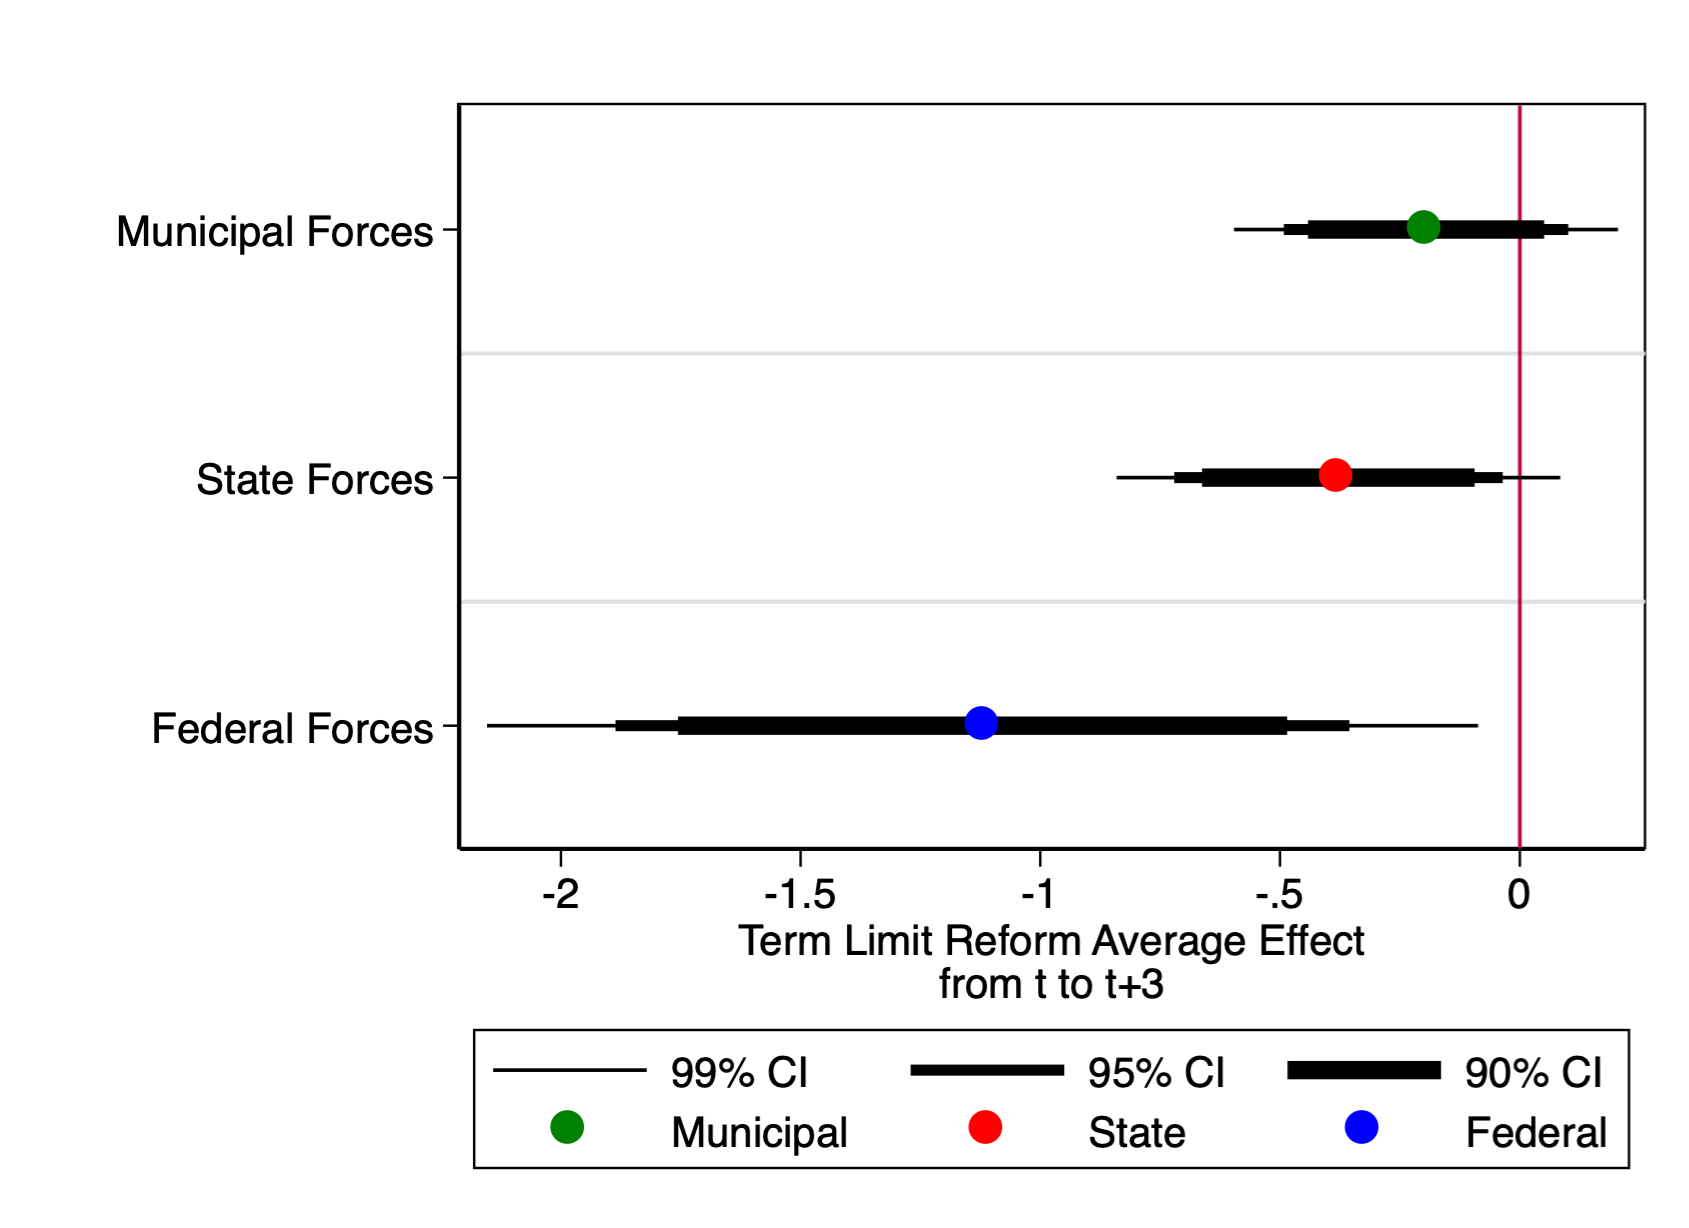 Municipal Forces
State Forces
Federal Forces
-2 -1.5 -1 -.5 0
Term Limit Reform Average Effect
from t to t+3
99% CI 95% CI 90% CI
Municipal State Federal